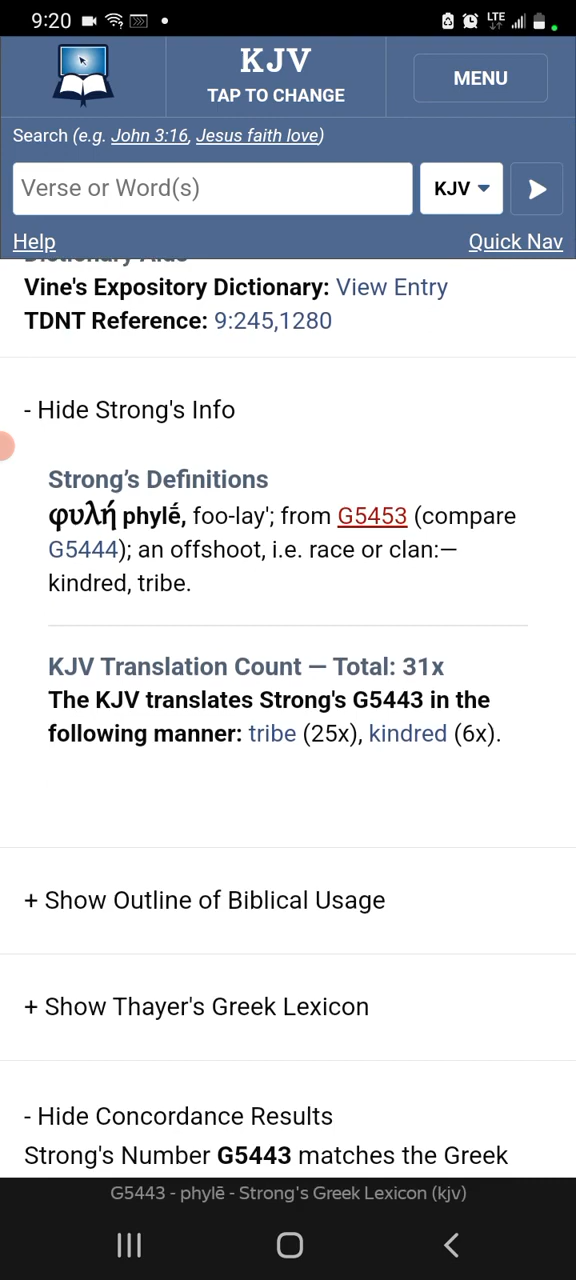 9:20 LTE
KJV
TAP TO CHANGE
MENU
Search (e.g. John 3:16, Jesus faith love)
Verse or Word(s) KJV
Help Quick Nav
Dictionary Aids
Vine's Expository Dictionary: View Entry
TDNT Reference: 9:245,1280
- Hide Strong's Info
Strong’s Definitions
φυλή phylḗ, foo-lay'; from G5453 (compare
G5444); an offshoot, i.e. race or clan:—
kindred, tribe.
KJV Translation Count — Total: 31x
The KJV translates Strong's G5443 in the
following manner: tribe (25x), kindred (6x).
+ Show Outline of Biblical Usage
+ Show Thayer's Greek Lexicon
- Hide Concordance Results
Strong's Number G5443 matches the Greek
G5443 - phylē - Strong's Greek Lexicon (kjv)